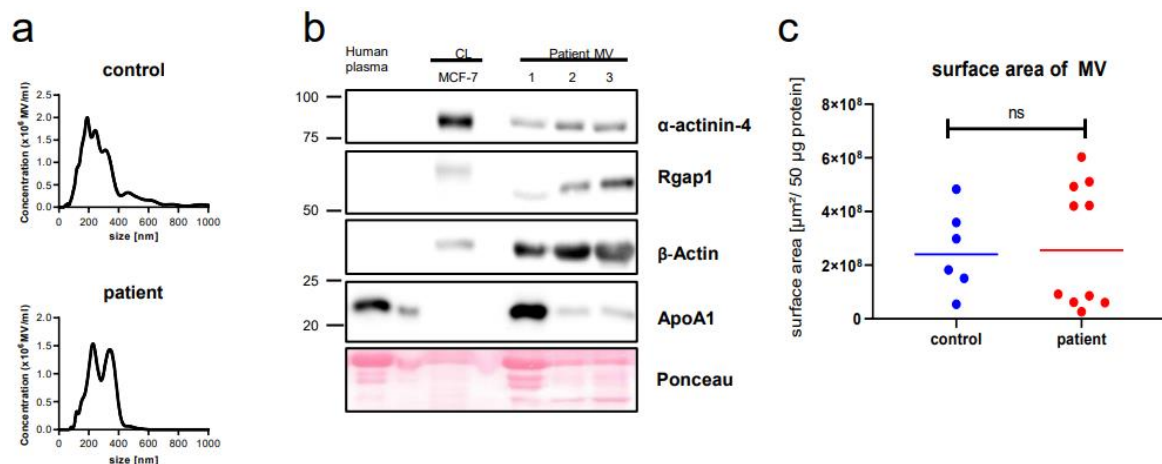 a
control
Concentration (x10⁶ MV/ml)
2.5
2.0
1.5
1.0
0.5
0.0
0 200 400 600 800 1000
size [nm]
patient
Concentration (x10⁶ MV/ml)
2.5
2.0
1.5
1.0
0.5
0.0
0 200 400 600 800 1000
size [nm]
b
Human plasma
CL
MCF-7
Patient MV
1 2 3
100
75
α-actinin-4
Rgap1
50
β-Actin
25
ApoA1
20
Ponceau
c
surface area of MV
surface area [μm²/ 50 μg protein]
8×10⁸
6×10⁸
4×10⁸
2×10⁸
0
ns
control patient